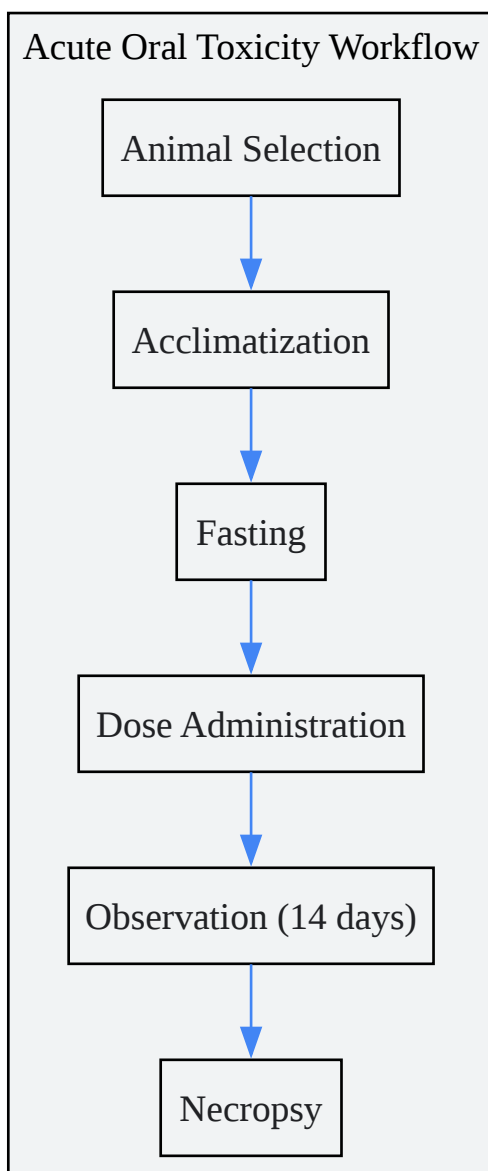 Acute Oral Toxicity Workflow
Animal Selection
Acclimatization
Fasting
Dose Administration
Observation (14 days)
Necropsy